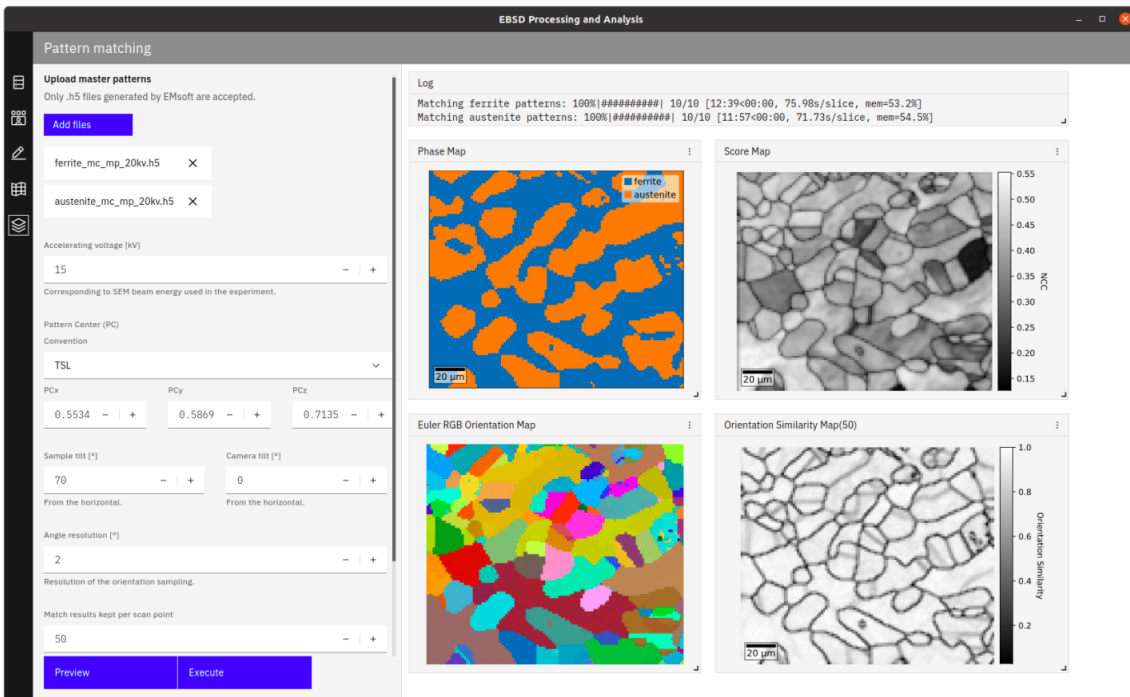 EBSD Processing and Analysis
Pattern matching
Upload master patterns
Only .h5 files generated by EMsoft are accepted.
Add files
ferrite_mc_mp_20kv.h5
austenite_mc_mp_20kv.h5
Accelerating voltage [kV]
15
Corresponding to SEM beam energy used in the experiment.
Pattern Center (PC)
Convention
TSL
PCx PCy PCz
0.5534 0.5869 0.7135
Sample tilt [°] Camera tilt [°]
70 0
From the horizontal. From the horizontal.
Angle resolution [°]
2
Resolution of the orientation sampling.
Match results kept per scan point
50
Preview Execute
Log
Matching ferrite patterns: 100%|##########| 10/10 [12:39<00:00, 75.98s/slice, mem=53.2%]
Matching austenite patterns: 100%|##########| 10/10 [11:57<00:00, 71.73s/slice, mem=54.5%]
Phase Map
ferrite
austenite
20 μm
Score Map
0.55
0.50
0.45
0.40
0.35
0.30
0.25
0.20
0.15
NCC
20 μm
Euler RGB Orientation Map
Orientation Similarity Map(50)
1.0
0.8
0.6
0.4
0.2
Orientation Similarity
20 μm